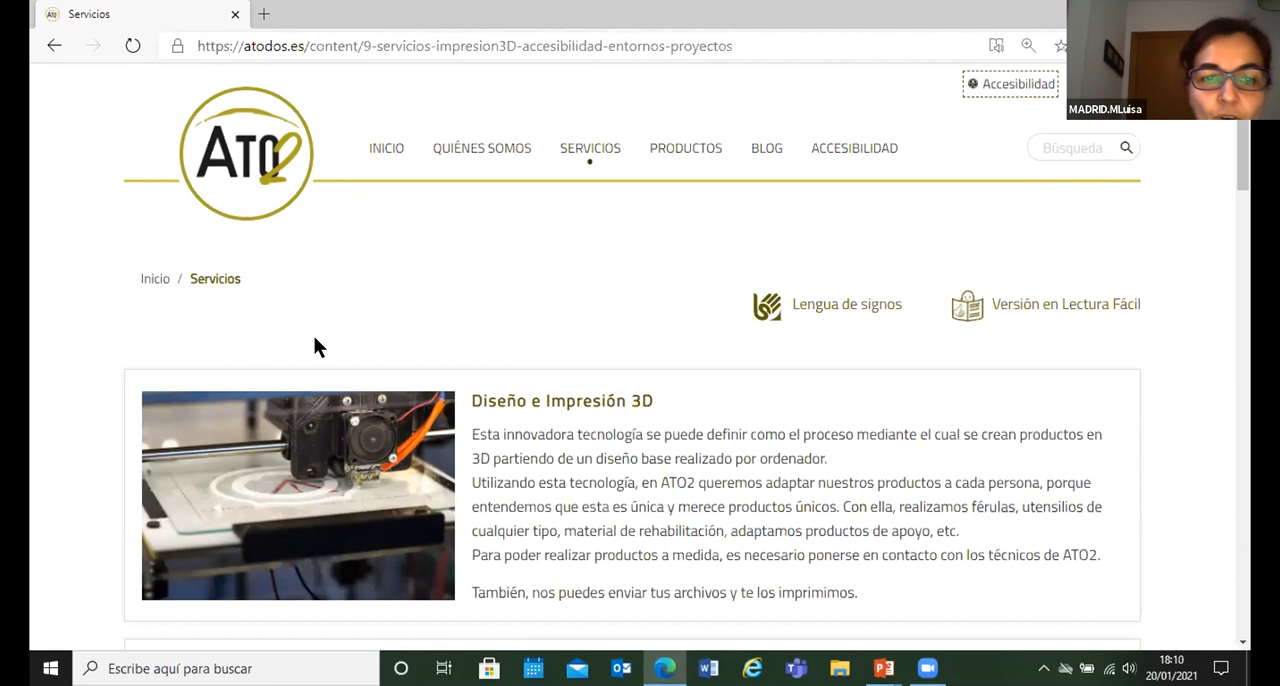 Servicios
https://atodos.es/content/9-servicios-impresion3D-accesibilidad-entornos-proyectos
Accesibilidad
MADRID.MLuisa
ATO2
INICIO QUIÉNES SOMOS SERVICIOS PRODUCTOS BLOG ACCESIBILIDAD
Búsqueda
Inicio / Servicios
Lengua de signos
Versión en Lectura Fácil
Diseño e Impresión 3D
Esta innovadora tecnología se puede definir como el proceso mediante el cual se crean productos en
3D partiendo de un diseño base realizado por ordenador.
Utilizando esta tecnología, en ATO2 queremos adaptar nuestros productos a cada persona, porque
entendemos que esta es única y merece productos únicos. Con ella, realizamos férulas, utensilios de
cualquier tipo, material de rehabilitación, adaptamos productos de apoyo, etc.
Para poder realizar productos a medida, es necesario ponerse en contacto con los técnicos de ATO2.
También, nos puedes enviar tus archivos y te los imprimimos.
Escribe aquí para buscar
18:10
20/01/2021